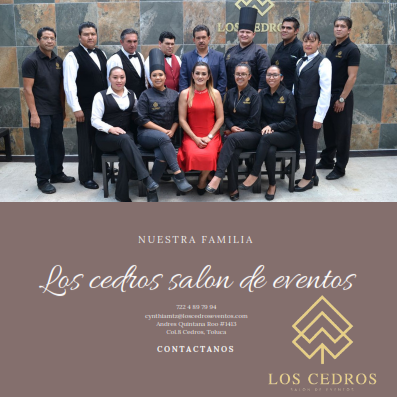 LOS CEDROS
NUESTRA FAMILIA
Los cedros salon de eventos
722 4 89 79 94
cynthiamtz@loscedroseventos.com
Andres Quintana Roo #1413
Col.8 Cedros, Toluca
CONTACTANOS
LOS CEDROS
SALON DE EVENTOS